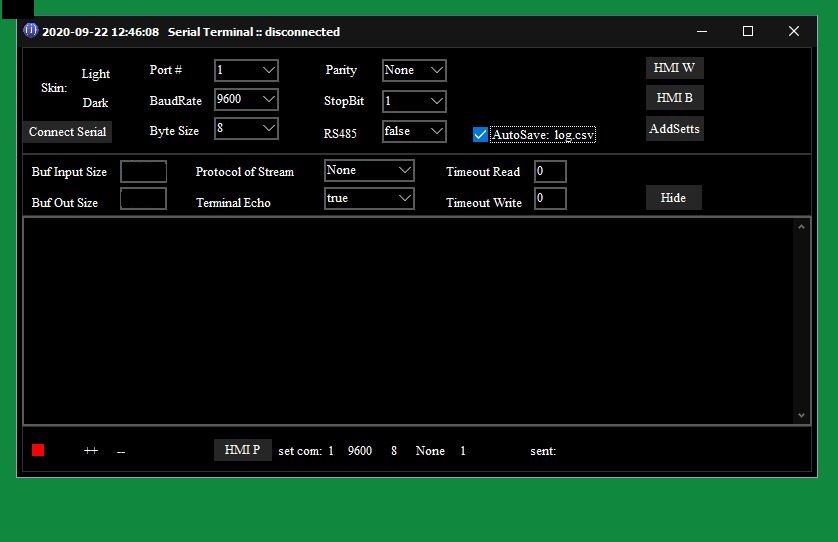 2020-09-22 12:46:08 Serial Terminal :: disconnected
Skin: Light Port # 1 Parity None HMI W
Dark BaudRate 9600 StopBit 1 HMI B
Connect Serial Byte Size 8 RS485 false AutoSave: log.csv AddSetts
Buf Input Size Protocol of Stream None Timeout Read 0
Buf Out Size Terminal Echo true Timeout Write 0 Hide
++ -- HMI P set com: 1 9600 8 None 1 sent: